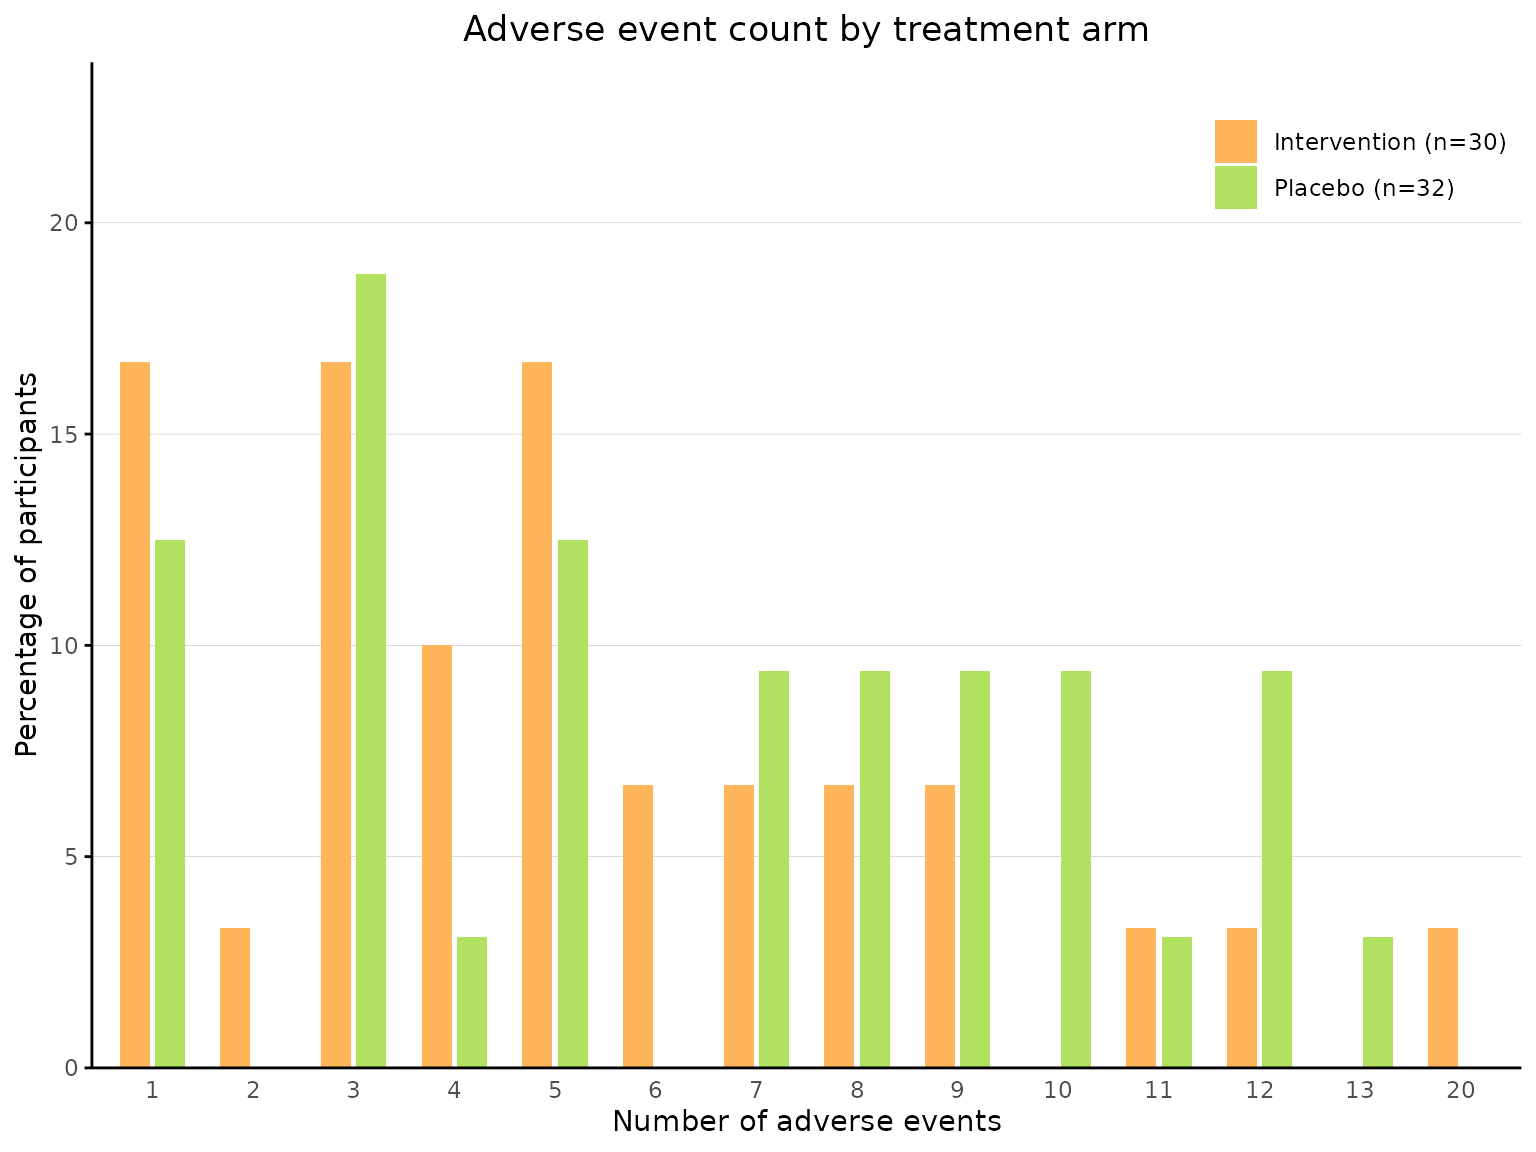 Adverse event count by treatment arm
Intervention (n=30)
Placebo (n=32)
Percentage of participants
20
15
10
5
0
1 2 3 4 5 6 7 8 9 10 11 12 13 20
Number of adverse events